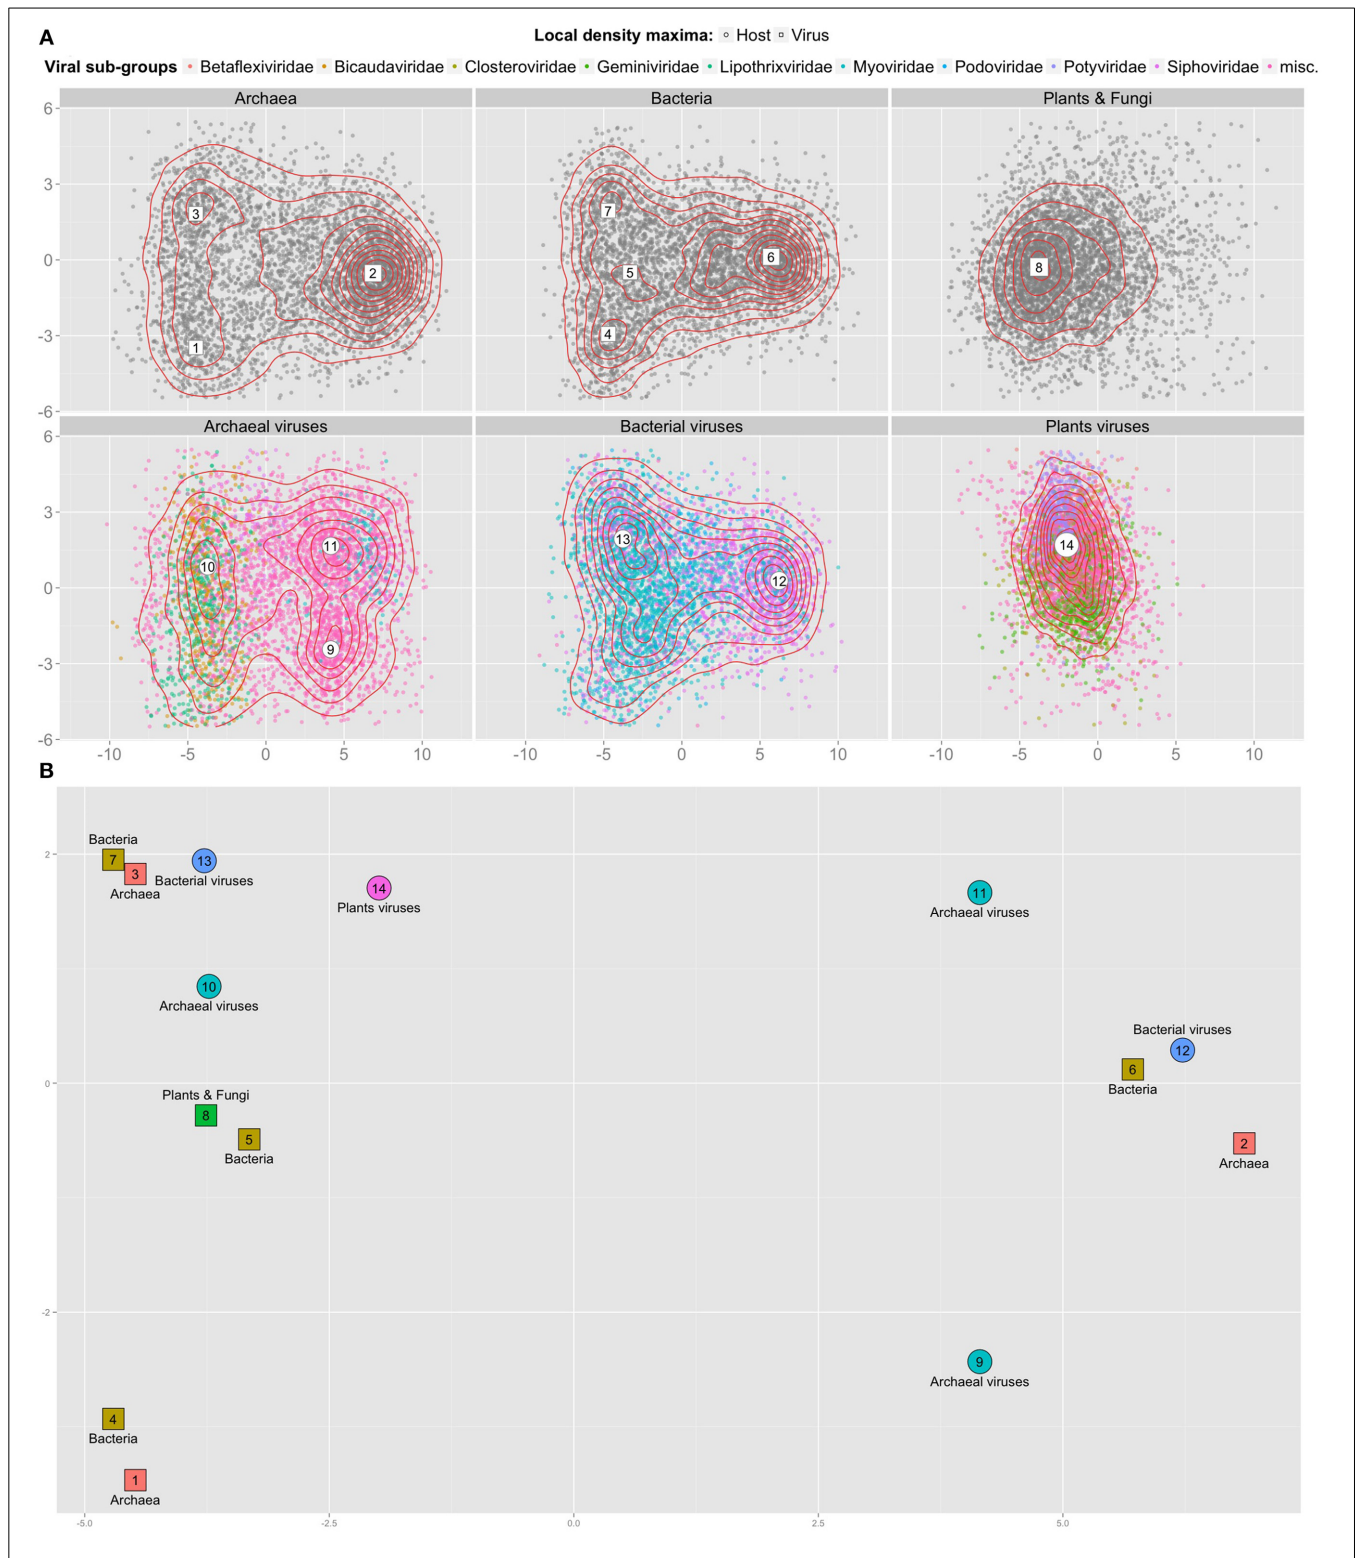 A
Local density maxima: Host Virus
Viral sub-groups Betaflexiviridae Bicaudaviridae Closteroviridae Geminiviridae Lipothrixviridae Myoviridae Podoviridae Potyviridae Siphoviridae misc.
Archaea Bacteria Plants & Fungi
6
3
0
-3
-6
3
2
1
7
5
6
4
8
Archaeal viruses Bacterial viruses Plants viruses
6
3
0
-3
-6
10
11
9
13
12
14
-10 -5 0 5 10 -10 -5 0 5 10 -10 -5 0 5 10
B
2
0
-2
Bacteria
7
3
Archaea
13
Bacterial viruses
14
Plants viruses
11
Archaeal viruses
10
Archaeal viruses
Bacterial viruses
12
6
Bacteria
Plants & Fungi
8
5
Bacteria
2
Archaea
9
Archaeal viruses
4
Bacteria
1
Archaea
-5.0 -2.5 0.0 2.5 5.0